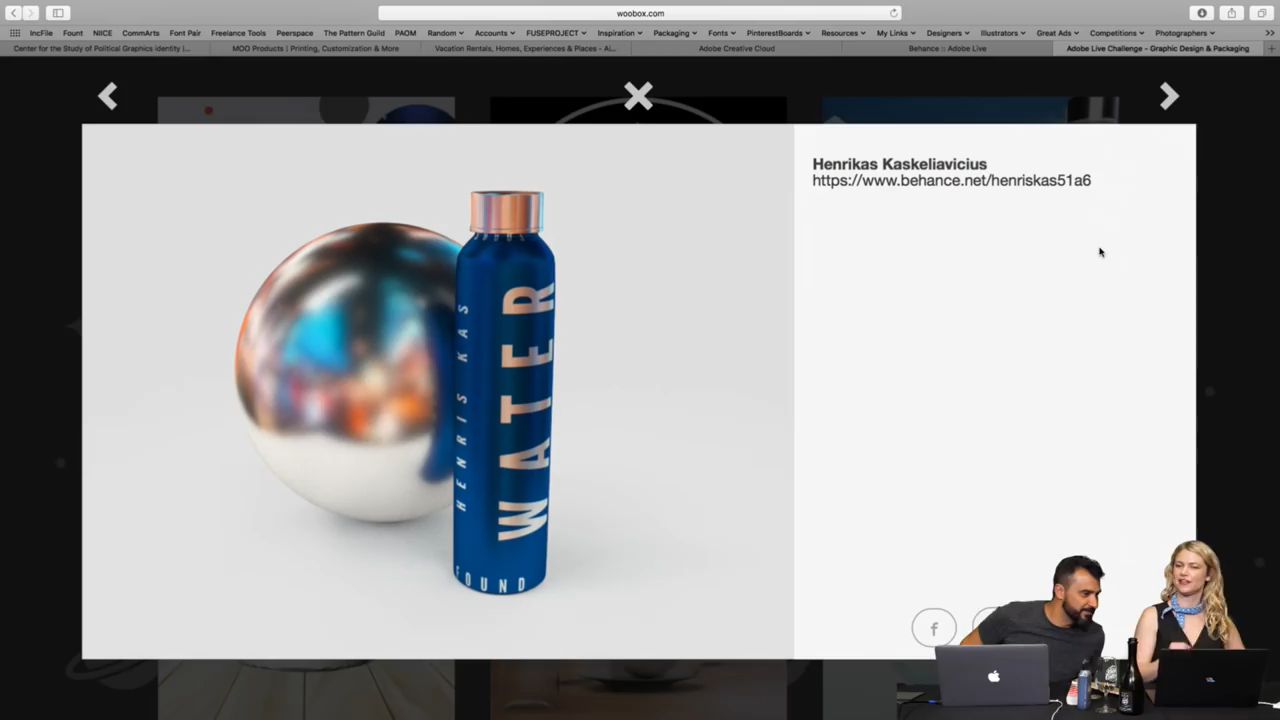 woobox.com
IncFile Fount NIICE CommArts Font Pair Freelance Tools Peerspace The Pattern Guild PAOM Random Accounts FUSEPROJECT Inspiration Packaging Fonts PinterestBoards Resources My Links Designers Illustrators Great Ads Competitions Photographers >>
Center for the Study of Political Graphics identity |... MOO Products | Printing, Customization & More Vacation Rentals, Homes, Experiences & Places - Ai... Adobe Creative Cloud Behance :: Adobe Live Adobe Live Challenge - Graphic Design & Packaging
Henrikas Kaskeliavicius
https://www.behance.net/henriskas51a6
HENRIS KAS
WATER
FOUND
f